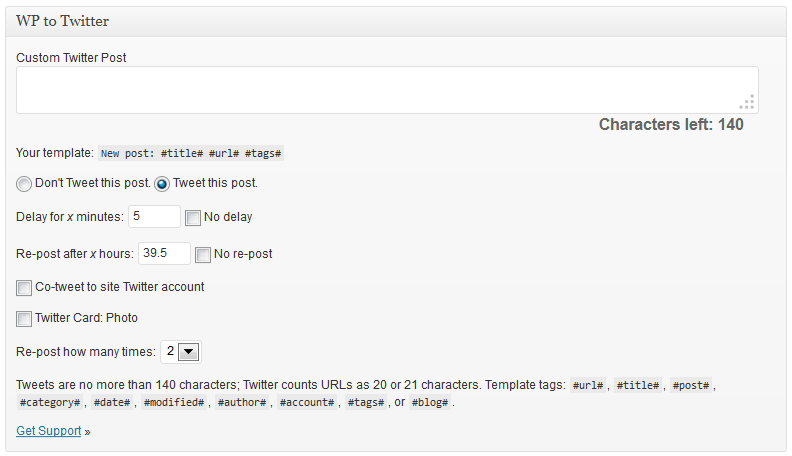 WP to Twitter
Custom Twitter Post
Characters left: 140
Your template: New post: #title# #url# #tags#
Don't Tweet this post. Tweet this post.
Delay for x minutes: 5 No delay
Re-post after x hours: 39.5 No re-post
Co-tweet to site Twitter account
Twitter Card: Photo
Re-post how many times: 2
Tweets are no more than 140 characters; Twitter counts URLs as 20 or 21 characters. Template tags: #url#, #title#, #post#,
#category#, #date#, #modified#, #author#, #account#, #tags#, or #blog#.
Get Support »